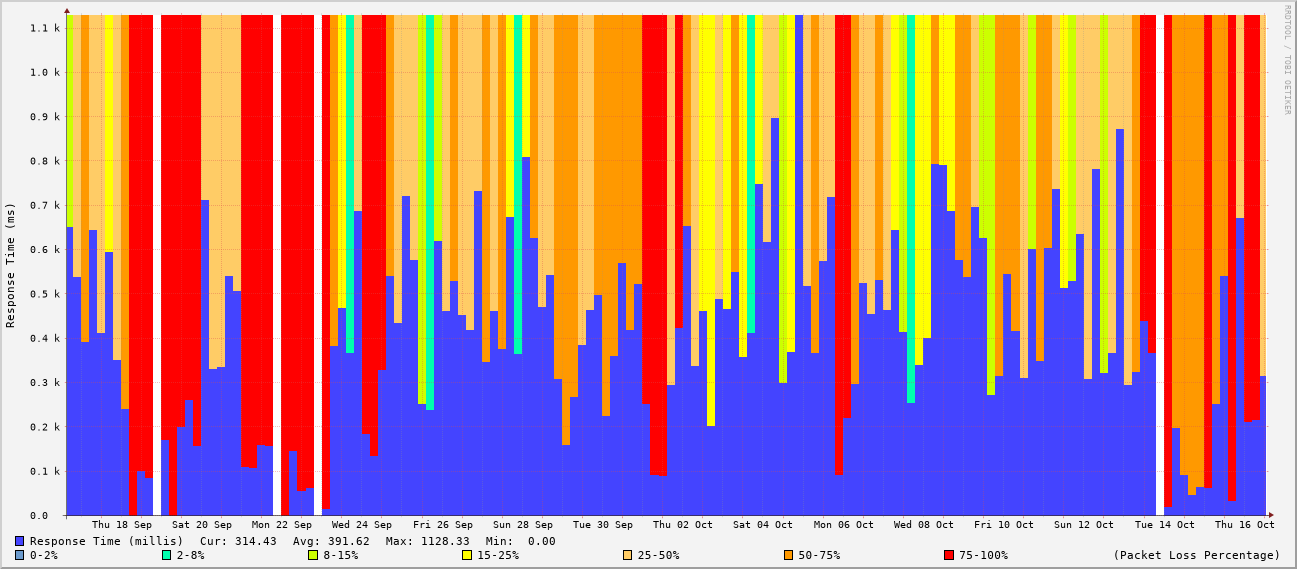 RRDTOOL / TOBI OETIKER
Response Time (ms)
1.1 k
1.0 k
0.9 k
0.8 k
0.7 k
0.6 k
0.5 k
0.4 k
0.3 k
0.2 k
0.1 k
0.0
Thu 18 Sep Sat 20 Sep Mon 22 Sep Wed 24 Sep Fri 26 Sep Sun 28 Sep Tue 30 Sep Thu 02 Oct Sat 04 Oct Mon 06 Oct Wed 08 Oct Fri 10 Oct Sun 12 Oct Tue 14 Oct Thu 16 Oct
Response Time (millis) Cur: 314.43 Avg: 391.62 Max: 1128.33 Min: 0.00
0-2% 2-8% 8-15% 15-25% 25-50% 50-75% 75-100% (Packet Loss Percentage)